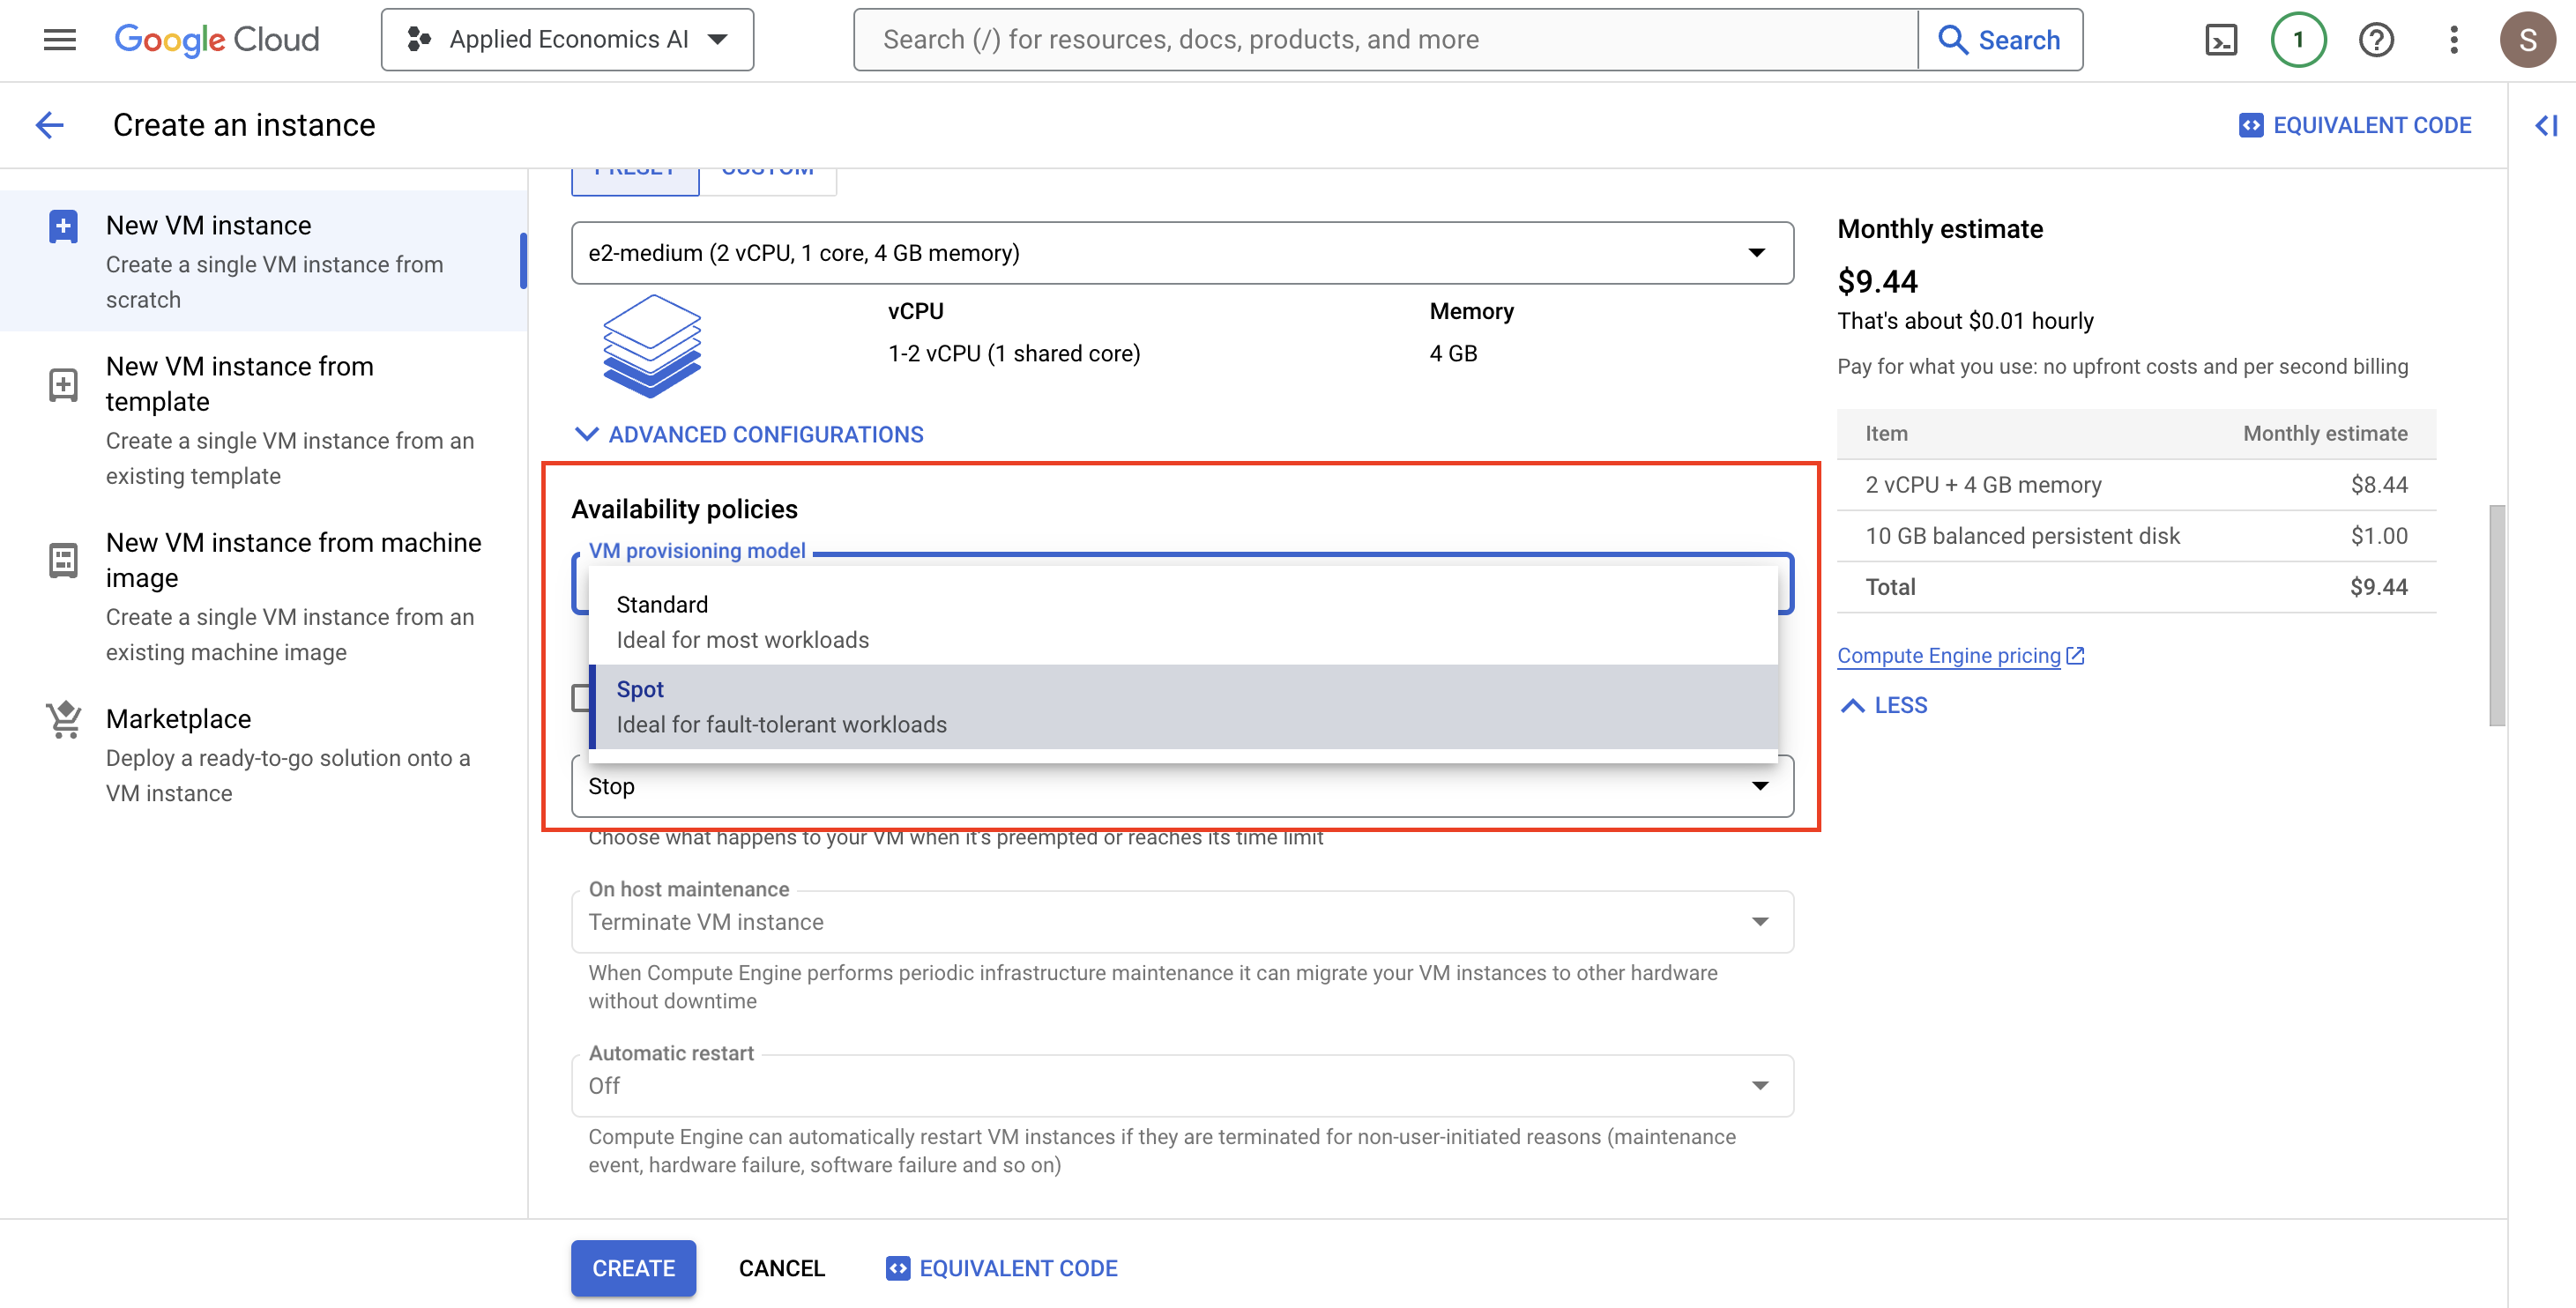 Google Cloud
Applied Economics AI
Search (/) for resources, docs, products, and more
Search
1
S
Create an instance
EQUIVALENT CODE
New VM instance
Create a single VM instance from
scratch
New VM instance from
template
Create a single VM instance from an
existing template
New VM instance from machine
image
Create a single VM instance from an
existing machine image
Marketplace
Deploy a ready-to-go solution onto a
VM instance
PRESET
CUSTOM
e2-medium (2 vCPU, 1 core, 4 GB memory)
vCPU
Memory
1-2 vCPU (1 shared core)
4 GB
ADVANCED CONFIGURATIONS
Availability policies
VM provisioning model
Standard
Ideal for most workloads
Spot
Ideal for fault-tolerant workloads
Stop
Choose what happens to your VM when it's preempted or reaches its time limit
On host maintenance
Terminate VM instance
When Compute Engine performs periodic infrastructure maintenance it can migrate your VM instances to other hardware
without downtime
Automatic restart
Off
Compute Engine can automatically restart VM instances if they are terminated for non-user-initiated reasons (maintenance
event, hardware failure, software failure and so on)
CREATE
CANCEL
EQUIVALENT CODE
Monthly estimate
$9.44
That's about $0.01 hourly
Pay for what you use: no upfront costs and per second billing
Item Monthly estimate
2 vCPU + 4 GB memory $8.44
10 GB balanced persistent disk $1.00
Total $9.44
Compute Engine pricing
LESS